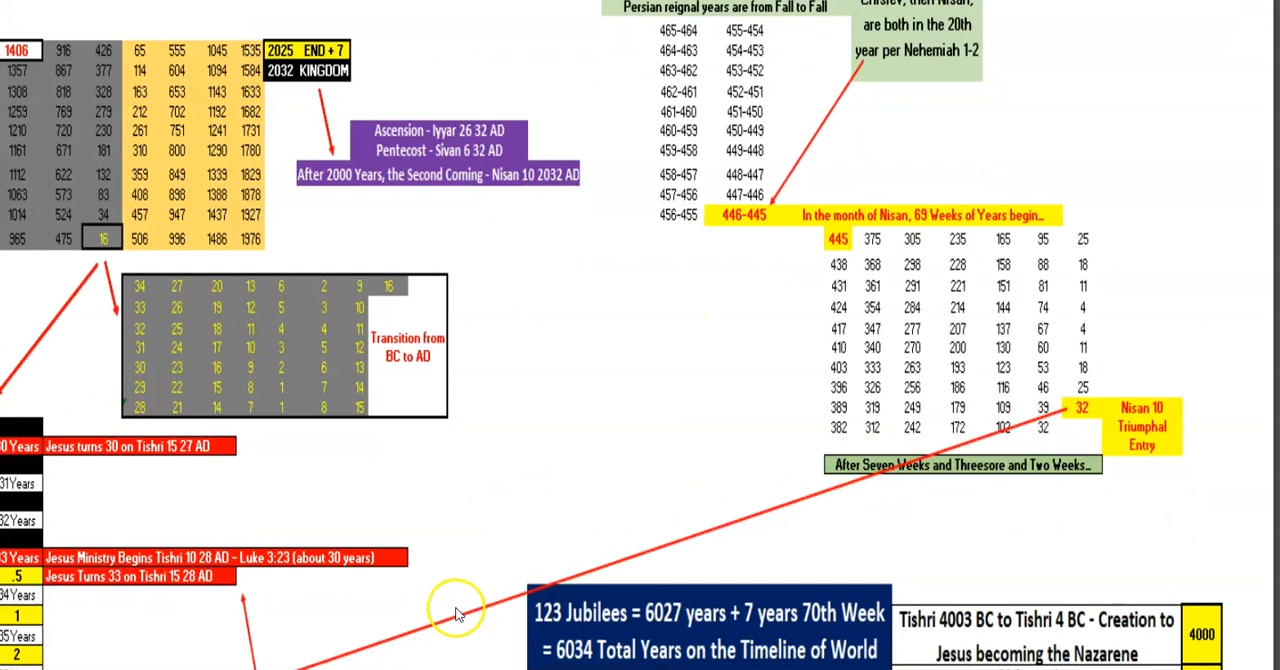 Persian reignal years are from Fall to Fall
Chislev, then Nisan,
are both in the 20th
year per Nehemiah 1-2
1406 916 426 65 555 1045 1535 2025 END + 7
1357 867 377 114 604 1094 1584 2032 KINGDOM
1308 818 328 163 653 1143 1633
1259 769 279 212 702 1192 1682
1210 720 230 261 751 1241 1731
1161 671 181 310 800 1290 1780
1112 622 132 359 849 1339 1829
1063 573 83 408 898 1388 1878
1014 524 34 457 947 1437 1927
965 475 16 506 996 1486 1976
Ascension - Iyyar 26 32 AD
Pentecost - Sivan 6 32 AD
After 2000 Years, the Second Coming - Nisan 10 2032 AD
465-464 455-454
464-463 454-453
463-462 453-452
462-461 452-451
461-460 451-450
460-459 450-449
459-458 449-448
458-457 448-447
457-456 447-446
456-455 446-445 In the month of Nisan, 69 Weeks of Years begin...
445 375 305 235 165 95 25
438 368 298 228 158 88 18
431 361 291 221 151 81 11
424 354 284 214 144 74 4
417 347 277 207 137 67 4
410 340 270 200 130 60 11
403 333 263 193 123 53 18
396 326 256 186 116 46 25
389 319 249 179 109 39 32
382 312 242 172 102 32
Nisan 10
Triumphal
Entry
After Seven Weeks and Threesore and Two Weeks...
34 27 20 13 6 2 9 16
33 26 19 12 5 3 10
32 25 18 11 4 4 11
31 24 17 10 3 5 12
30 23 16 9 2 6 13
29 22 15 8 1 7 14
28 21 14 7 1 8 15
Transition from
BC to AD
0 Years Jesus turns 30 on Tishri 15 27 AD
31Years
32Years
33 Years Jesus Ministry Begins Tishri 10 28 AD - Luke 3:23 (about 30 years)
.5 Jesus Turns 33 on Tishri 15 28 AD
34Years
1
35Years
2
123 Jubilees = 6027 years + 7 years 70th Week
= 6034 Total Years on the Timeline of World
Tishri 4003 BC to Tishri 4 BC - Creation to
Jesus becoming the Nazarene
4000